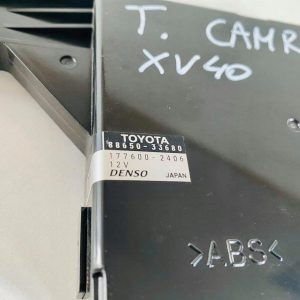 T. CAMR
XV40
TOYOTA
88650-33680
177600-2406
12V
DENSO JAPAN
>ABS<